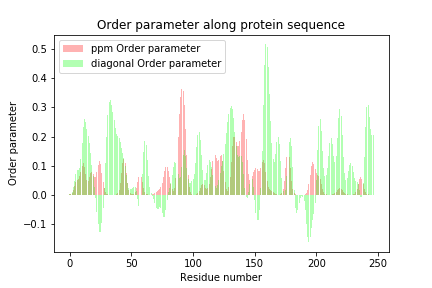 Order parameter along protein sequence
ppm Order parameter
diagonal Order parameter
Order parameter
0.5
0.4
0.3
0.2
0.1
0.0
−0.1
0 50 100 150 200 250
Residue number